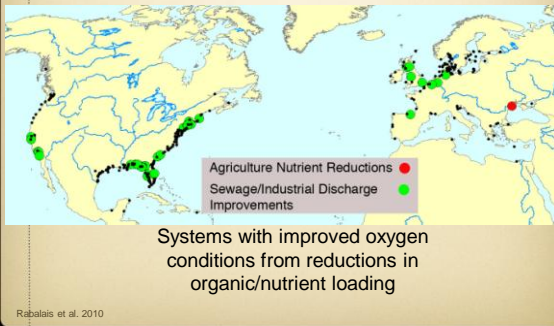 Agriculture Nutrient Reductions
Sewage/Industrial Discharge
Improvements
Systems with improved oxygen
conditions from reductions in
organic/nutrient loading
Rabalais et al. 2010